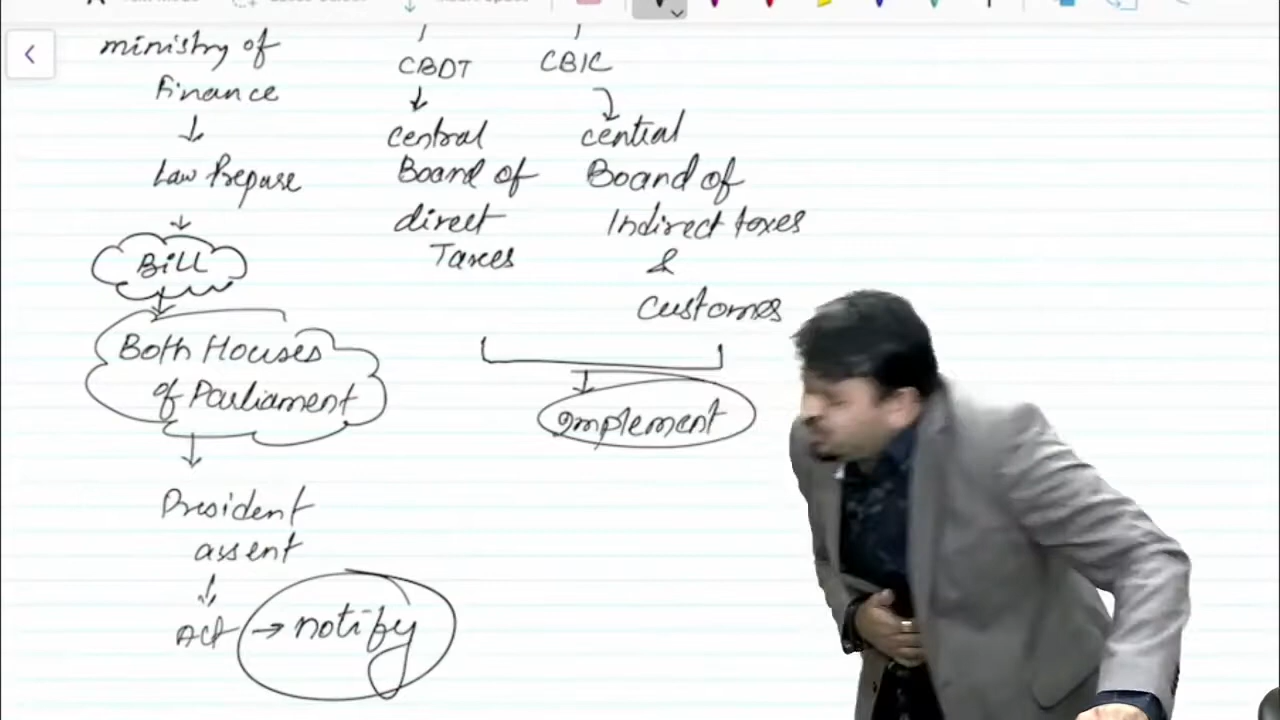 ministry of
Finance
Law Prepare
Bill
Both Houses
of Parliament
President
assent
Act → notify
CBDT
central
Board of
direct
Taxes
CBIC
central
Board of
Indirect taxes
&
Customes
implement